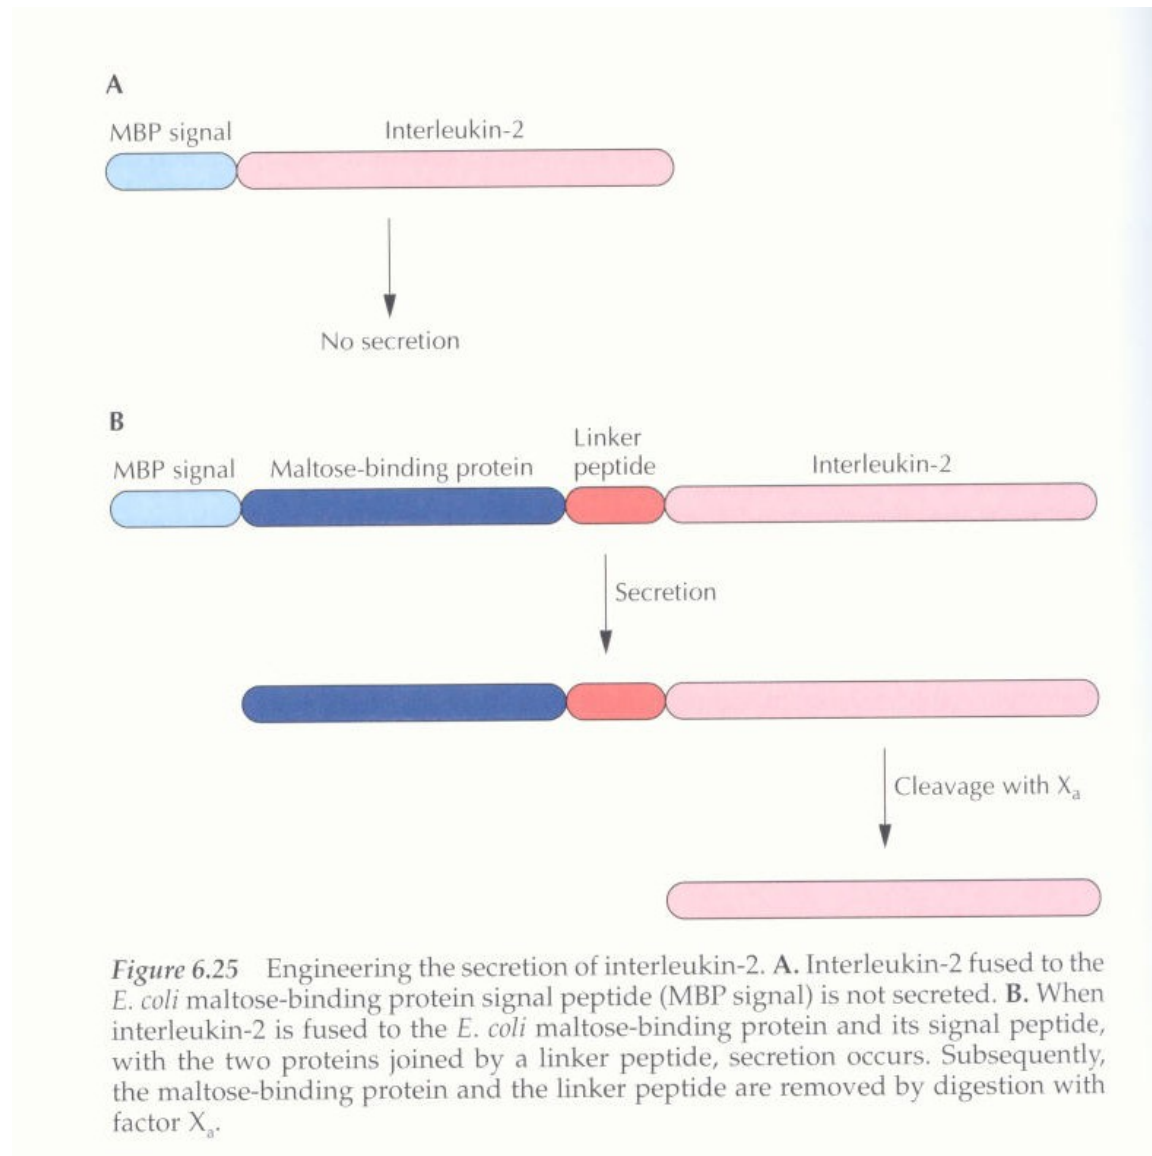 A
MBP signal Interleukin-2
No secretion
B
Linker
MBP signal Maltose-binding protein peptide Interleukin-2
Secretion
Cleavage with Xa
Figure 6.25 Engineering the secretion of interleukin-2. A. Interleukin-2 fused to the
E. coli maltose-binding protein signal peptide (MBP signal) is not secreted. B. When
interleukin-2 is fused to the E. coli maltose-binding protein and its signal peptide,
with the two proteins joined by a linker peptide, secretion occurs. Subsequently,
the maltose-binding protein and the linker peptide are removed by digestion with
factor Xa.